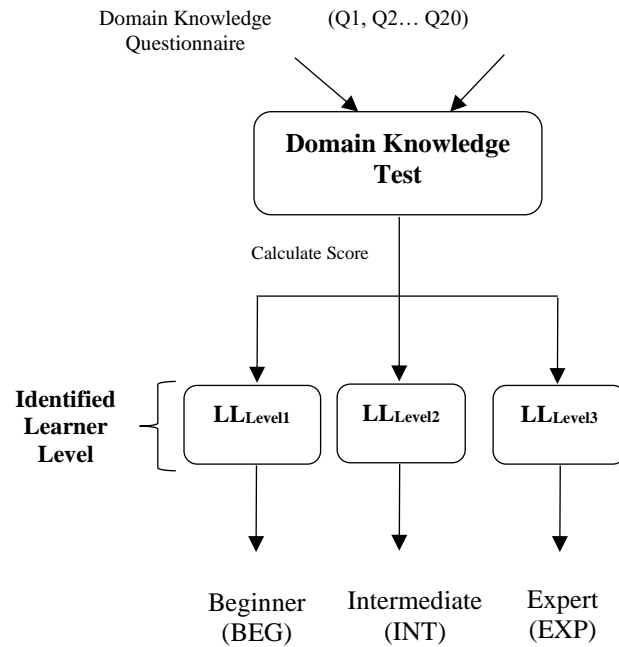 Domain Knowledge
Questionnaire
(Q1, Q2… Q20)
Domain Knowledge
Test
Calculate Score
Identified
Learner
Level
LLLevel1
LLLevel2
LLLevel3
Beginner
(BEG)
Intermediate
(INT)
Expert
(EXP)